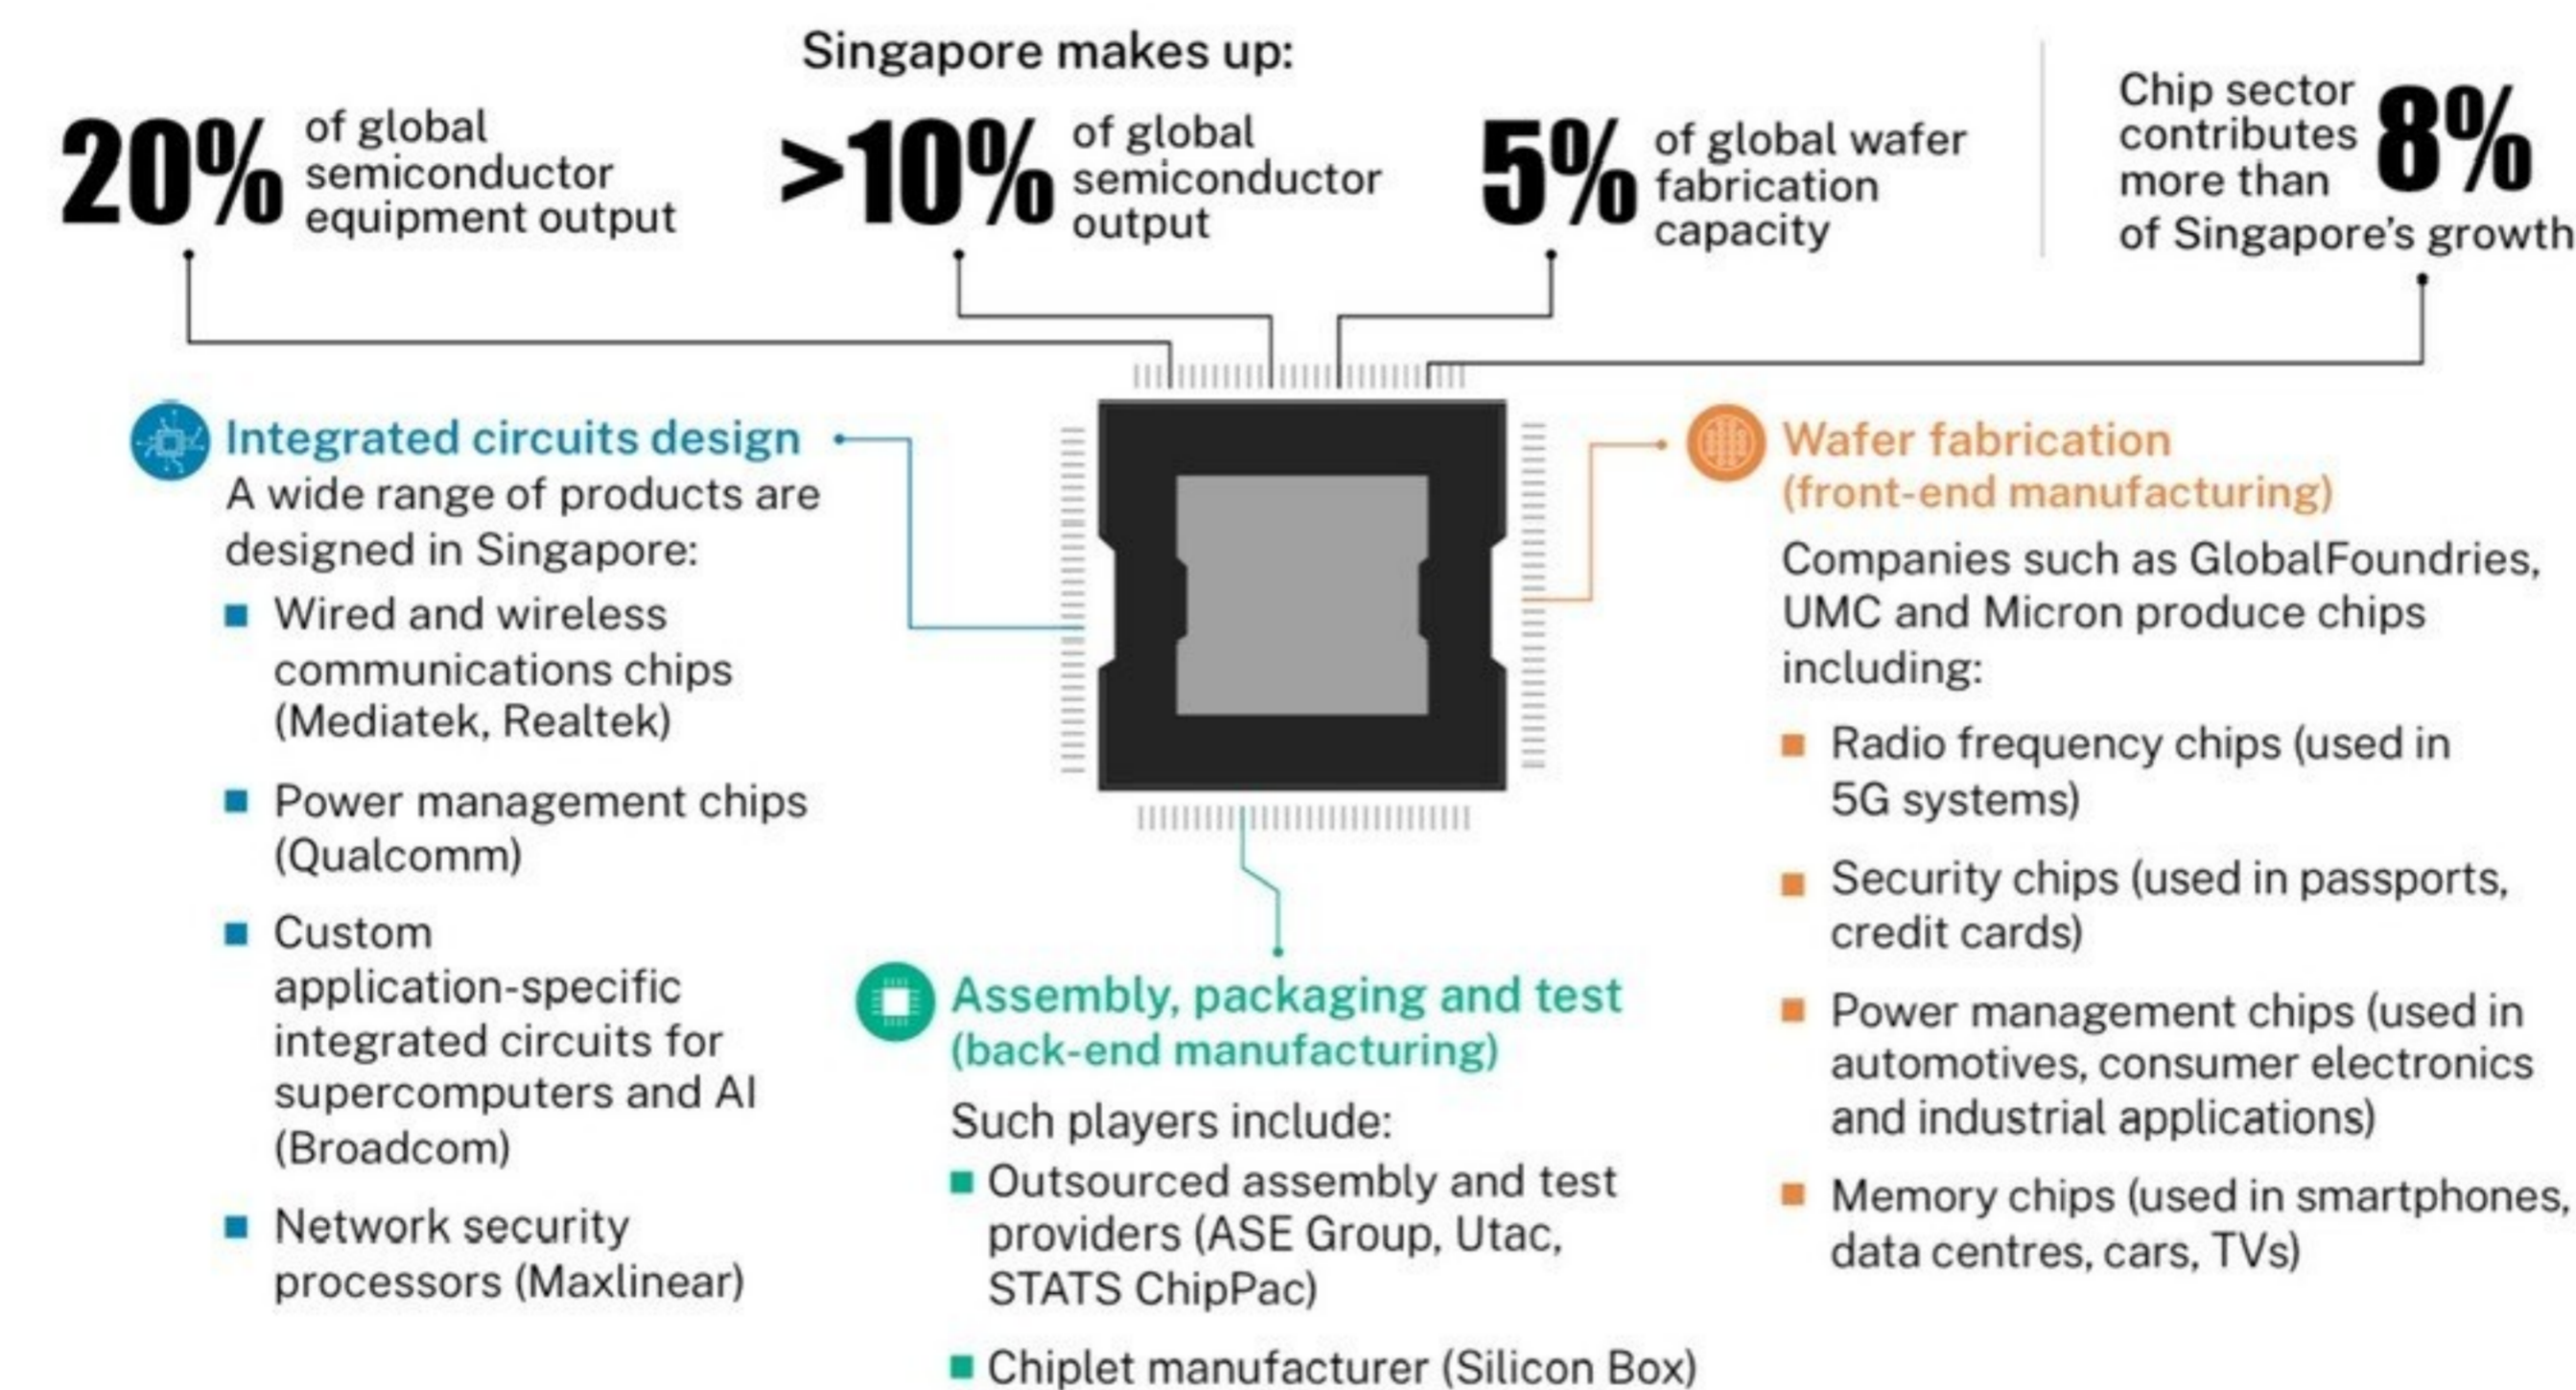 Singapore makes up:
20%
of global
semiconductor
equipment output
>10%
of global
semiconductor
output
5%
of global wafer
fabrication
capacity
Chip sector
contributes
more than
8%
of Singapore's growth
Integrated circuits design
A wide range of products are
designed in Singapore:
Wired and wireless
communications chips
(Mediatek, Realtek)
Power management chips
(Qualcomm)
Custom
application-specific
integrated circuits for
supercomputers and AI
(Broadcom)
Network security
processors (Maxlinear)
Assembly, packaging and test
(back-end manufacturing)
Such players include:
Outsourced assembly and test
providers (ASE Group, Utac,
STATS ChipPac)
Chiplet manufacturer (Silicon Box)
Wafer fabrication
(front-end manufacturing)
Companies such as GlobalFoundries,
UMC and Micron produce chips
including:
Radio frequency chips (used in
5G systems)
Security chips (used in passports,
credit cards)
Power management chips (used in
automotives, consumer electronics
and industrial applications)
Memory chips (used in smartphones,
data centres, cars, TVs)